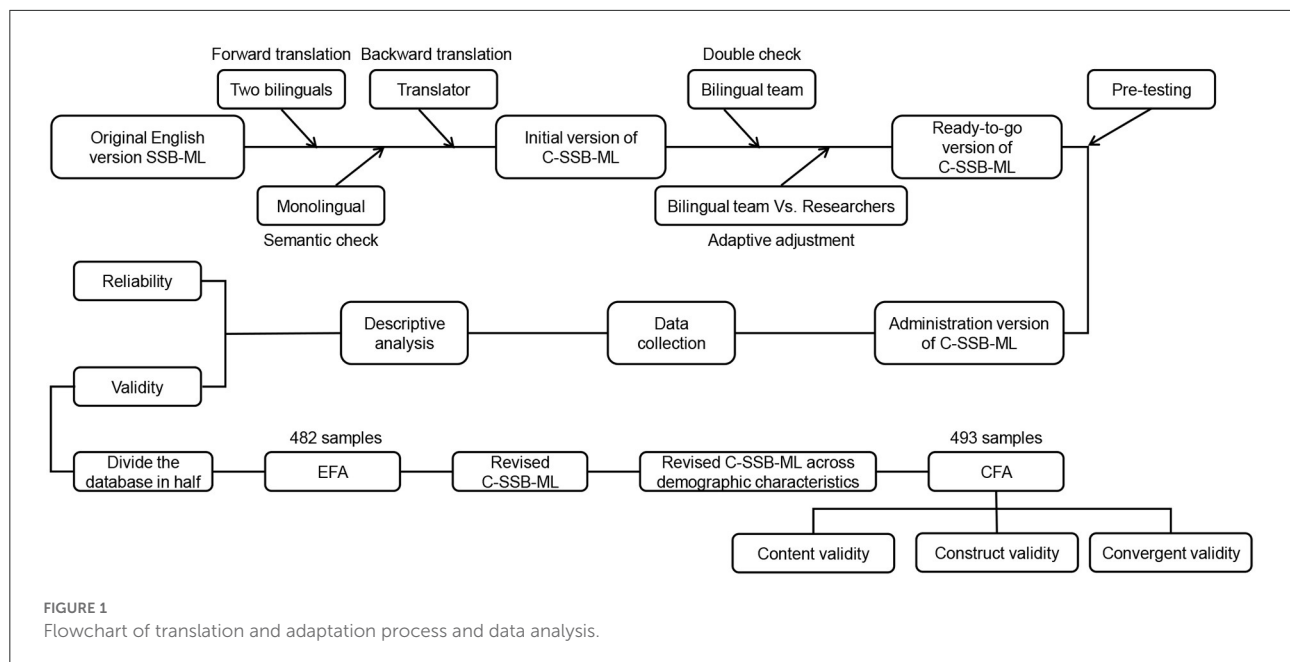 Forward translation
Backward translation
Double check
Two bilinguals
Translator
Bilingual team
Pre-testing
Original English
version SSB-ML
Initial version of
C-SSB-ML
Ready-to-go
version of
C-SSB-ML
Monolingual
Bilingual team Vs. Researchers
Semantic check
Adaptive adjustment
Reliability
Descriptive
analysis
Data
collection
Administration version
of C-SSB-ML
Validity
482 samples
493 samples
Divide the
database in half
EFA
Revised
C-SSB-ML
Revised C-SSB-ML across
demographic characteristics
CFA
Content validity
Construct validity
Convergent validity
FIGURE 1
Flowchart of translation and adaptation process and data analysis.